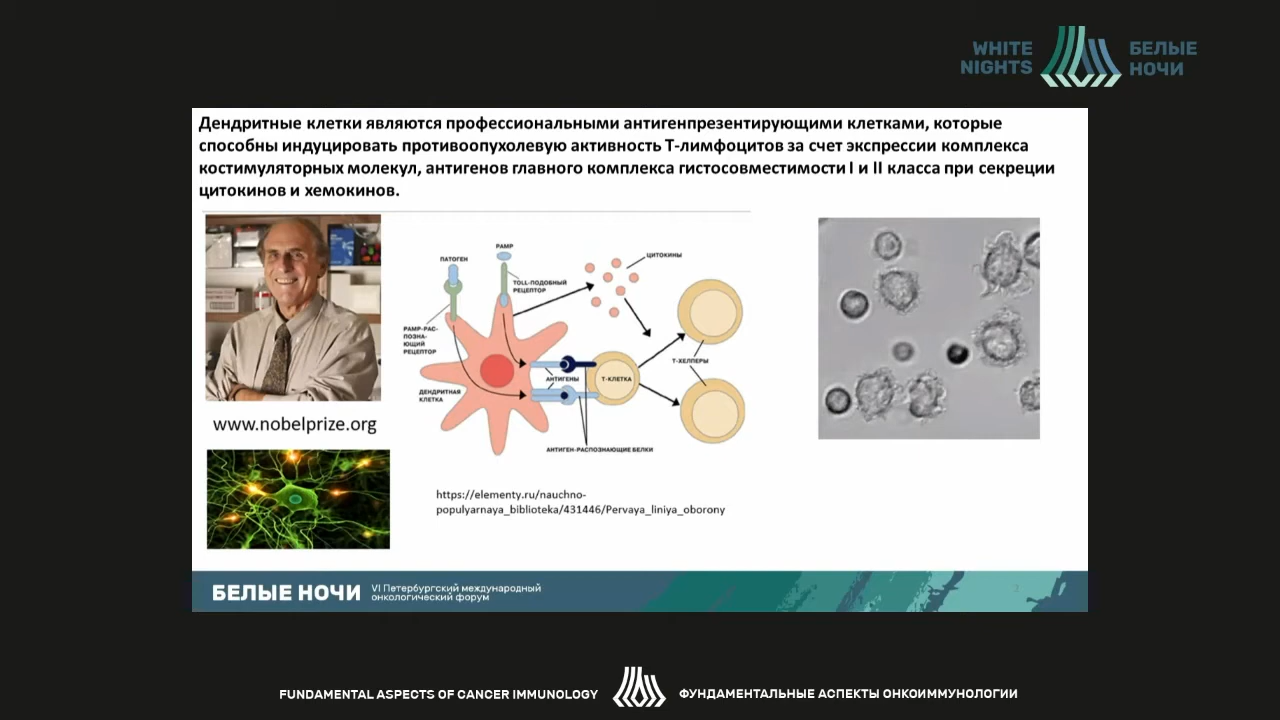 WHITE
NIGHTS
БЕЛЫЕ
НОЧИ
Дендритные клетки являются профессиональными антигенпрезентирующими клетками, которые
способны индуцировать противоопухолевую активность Т-лимфоцитов за счет экспрессии комплекса
костимуляторных молекул, антигенов главного комплекса гистосовместимости I и II класса при секреции
цитокинов и хемокинов.
www.nobelprize.org
PAMP
ПАТОГЕН
TOLL-ПОДОБНЫЙ
РЕЦЕПТОР
ЦИТОКИНЫ
PAMP-РАС-
ПОЗНА-
ЮЩИЙ
РЕЦЕПТОР
АНТИГЕНЫ
Т-КЛЕТКА
Т-ХЕЛПЕРЫ
ДЕНДРИТНАЯ
КЛЕТКА
АНТИГЕН-РАСПОЗНАЮЩИЕ БЕЛКИ
https://elementy.ru/nauchno-
populyarnaya_biblioteka/431446/Pervaya_liniya_oborony
БЕЛЫЕ НОЧИ
VI Петербургский международный
онкологический форум
2
FUNDAMENTAL ASPECTS OF CANCER IMMUNOLOGY
ФУНДАМЕНТАЛЬНЫЕ АСПЕКТЫ ОНКОИММУНОЛОГИИ